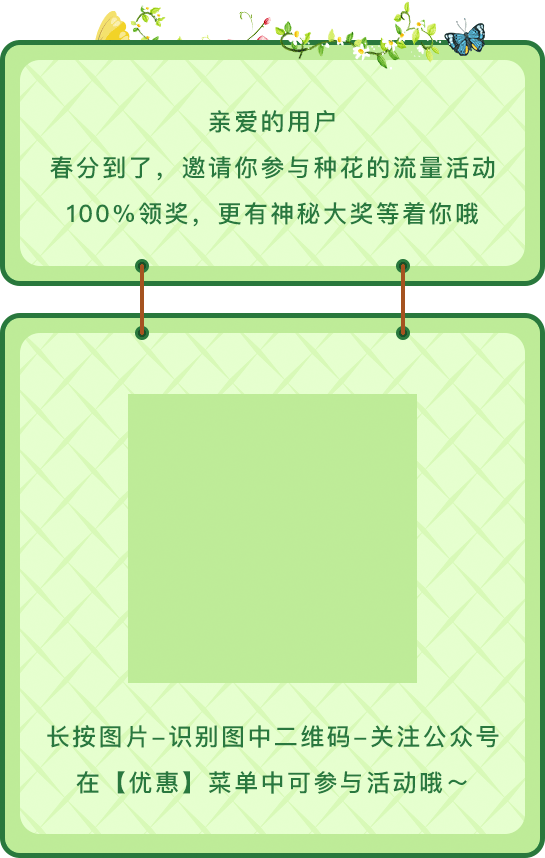 亲爱的用户
春分到了，邀请你参与种花的流量活动
100%领奖，更有神秘大奖等着你哦
长按图片–识别图中二维码–关注公众号
在【优惠】菜单中可参与活动哦～